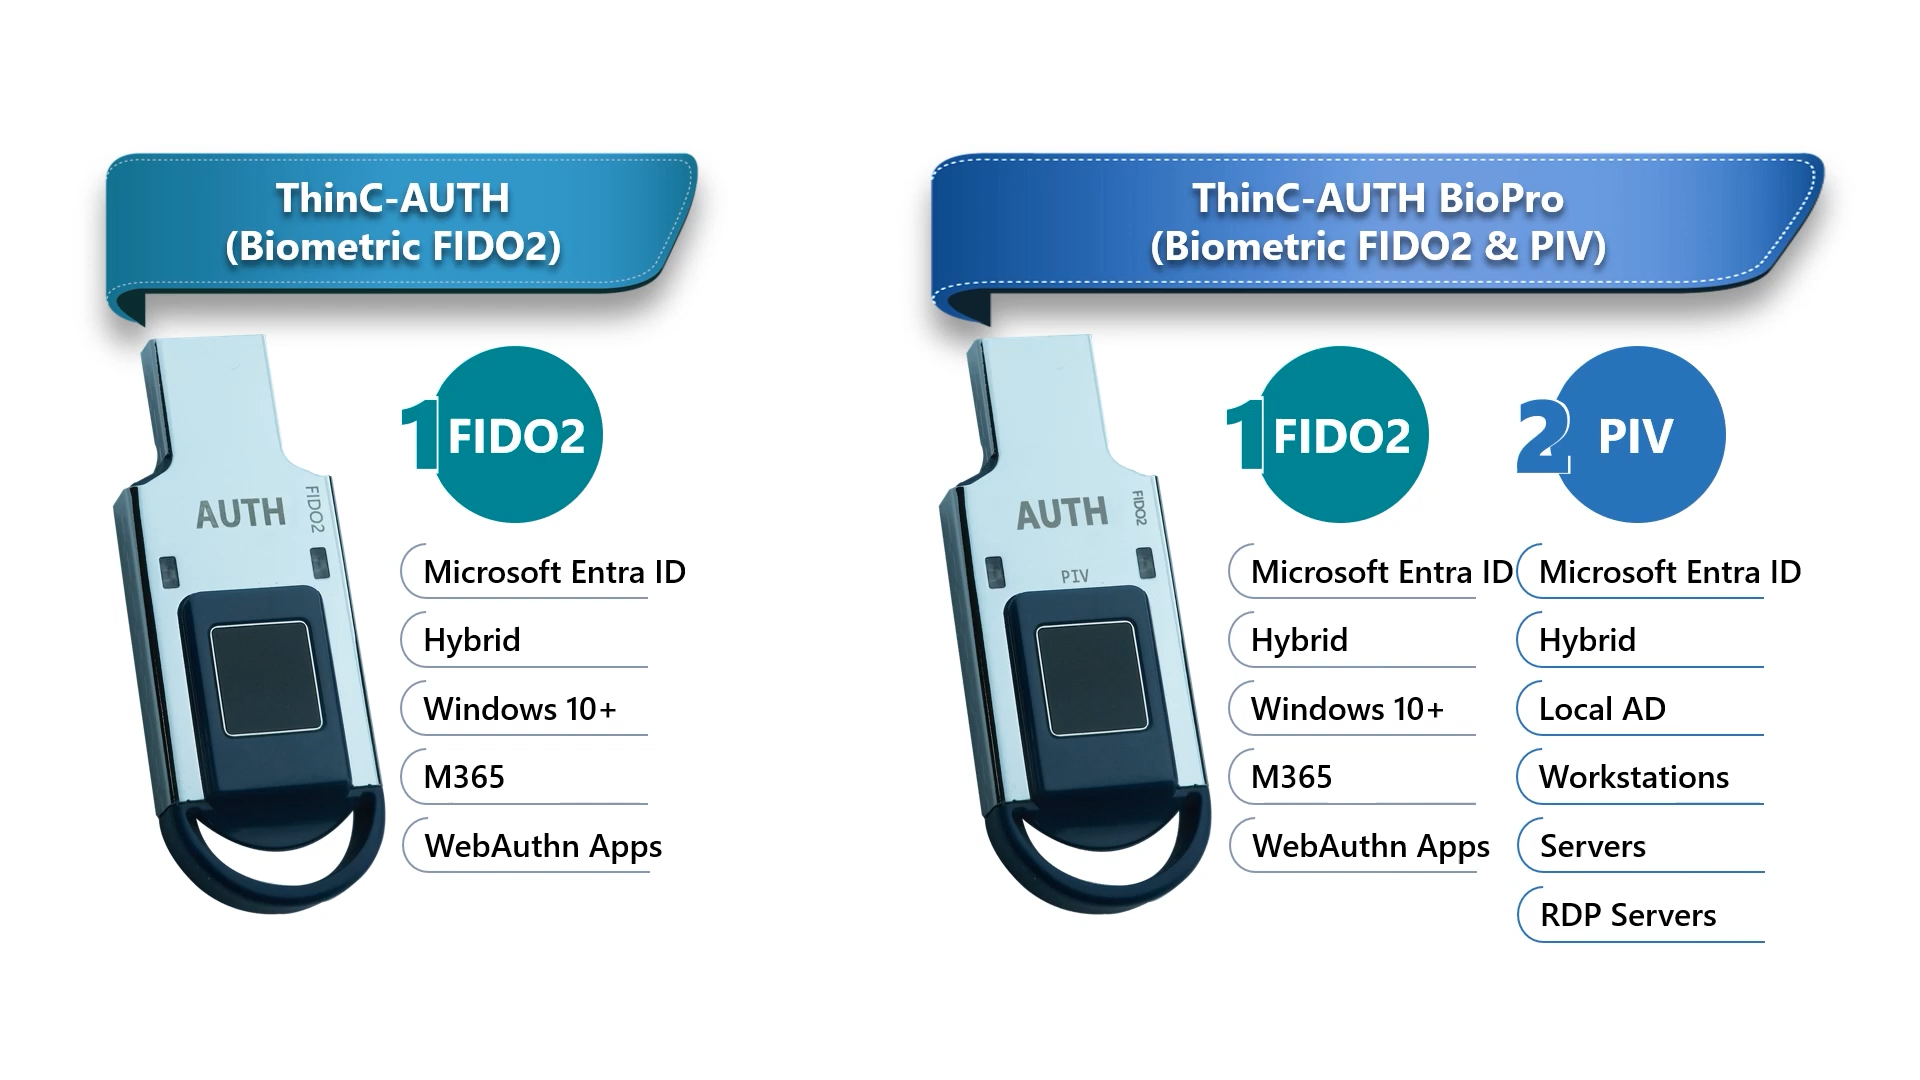 ThinC-AUTH
(Biometric FIDO2)
AUTH
FIDO2
1 FIDO2
Microsoft Entra ID
Hybrid
Windows 10+
M365
WebAuthn Apps
ThinC-AUTH BioPro
(Biometric FIDO2 & PIV)
AUTH
FIDO2
PIV
1 FIDO2
Microsoft Entra ID
Hybrid
Windows 10+
M365
WebAuthn Apps
2 PIV
Microsoft Entra ID
Hybrid
Local AD
Workstations
Servers
RDP Servers